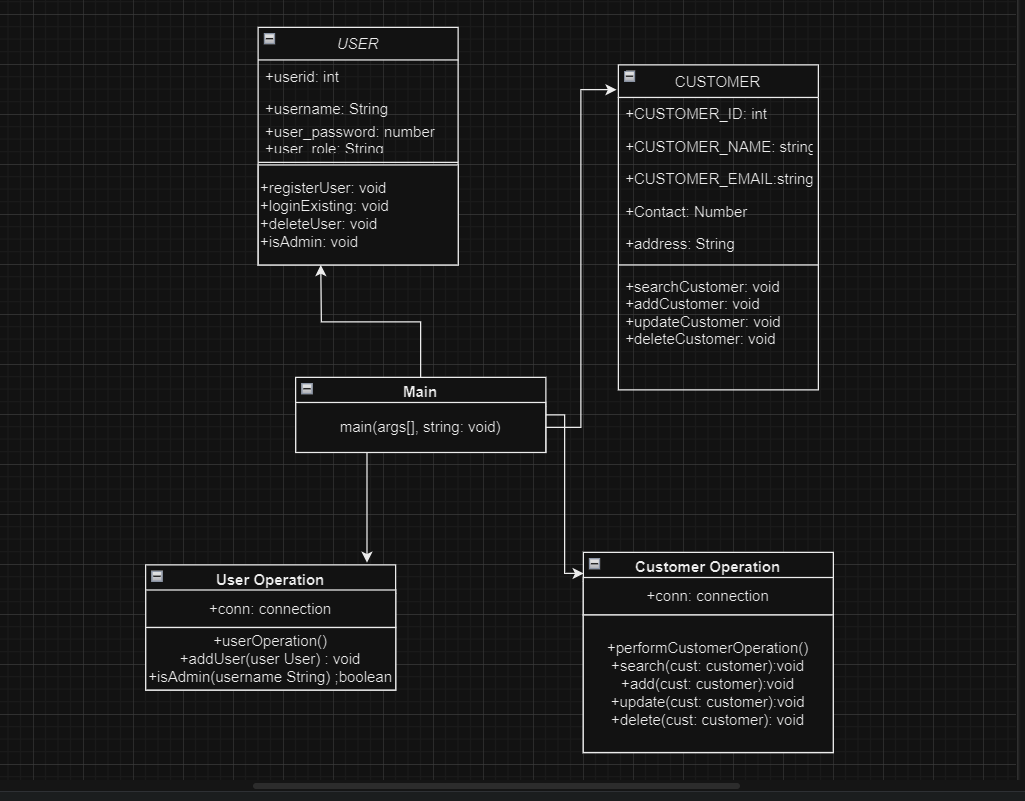 USER
+userid: int
+username: String
+user_password: number
+user_role: String
+registerUser: void
+loginExisting: void
+deleteUser: void
+isAdmin: void
CUSTOMER
+CUSTOMER_ID: int
+CUSTOMER_NAME: string
+CUSTOMER_EMAIL:string
+Contact: Number
+address: String
+searchCustomer: void
+addCustomer: void
+updateCustomer: void
+deleteCustomer: void
Main
main(args[], string: void)
User Operation
+conn: connection
+userOperation()
+addUser(user User) : void
+isAdmin(username String) ;boolean
Customer Operation
+conn: connection
+performCustomerOperation()
+search(cust: customer):void
+add(cust: customer):void
+update(cust: customer):void
+delete(cust: customer): void